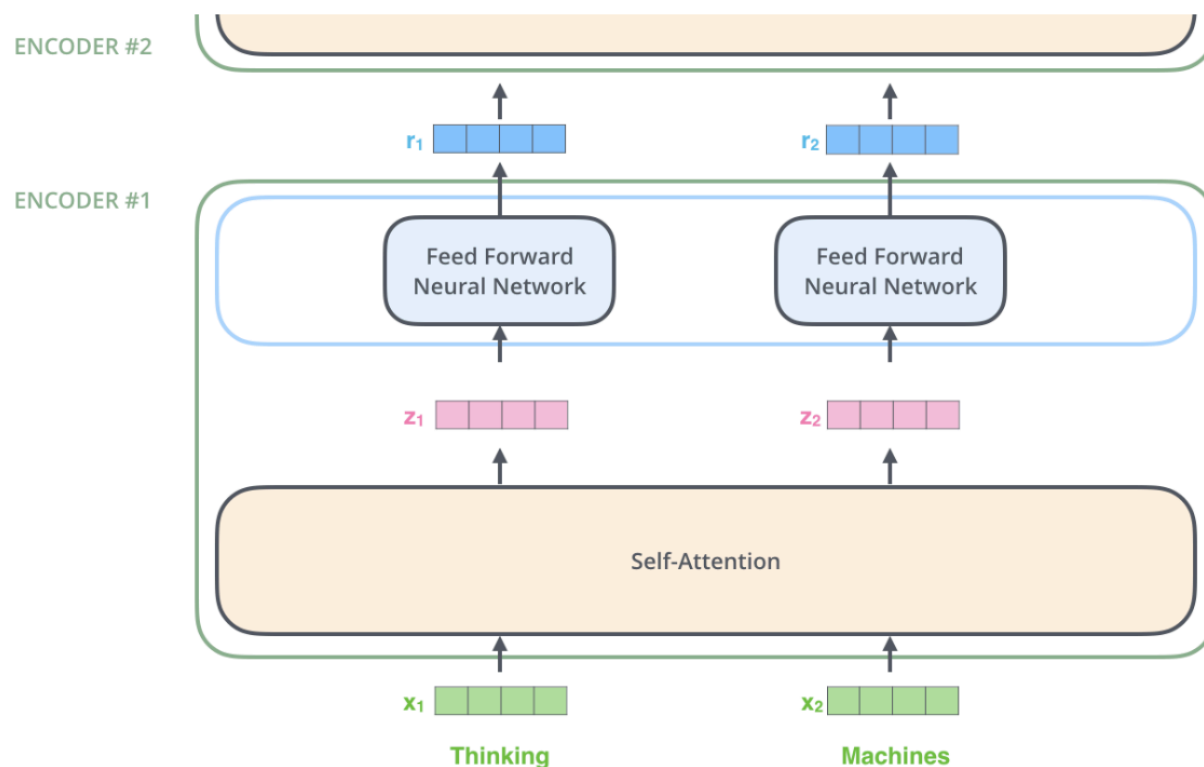 ENCODER #2
r₁
r₂
ENCODER #1
Feed Forward
Neural Network
Feed Forward
Neural Network
z₁
z₂
Self-Attention
x₁
x₂
Thinking
Machines